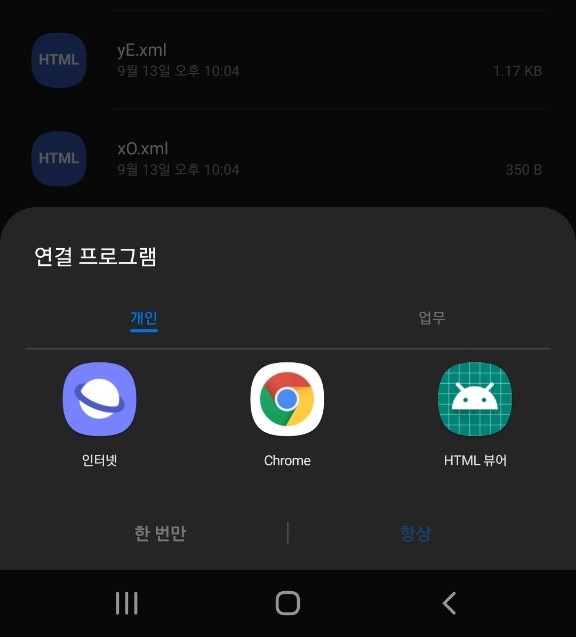 HTML
yE.xml
9월 13일 오후 10:04
1.17 KB
HTML
xO.xml
9월 13일 오후 10:04
350 B
연결 프로그램
개인
업무
인터넷
Chrome
HTML 뷰어
한 번만
항상